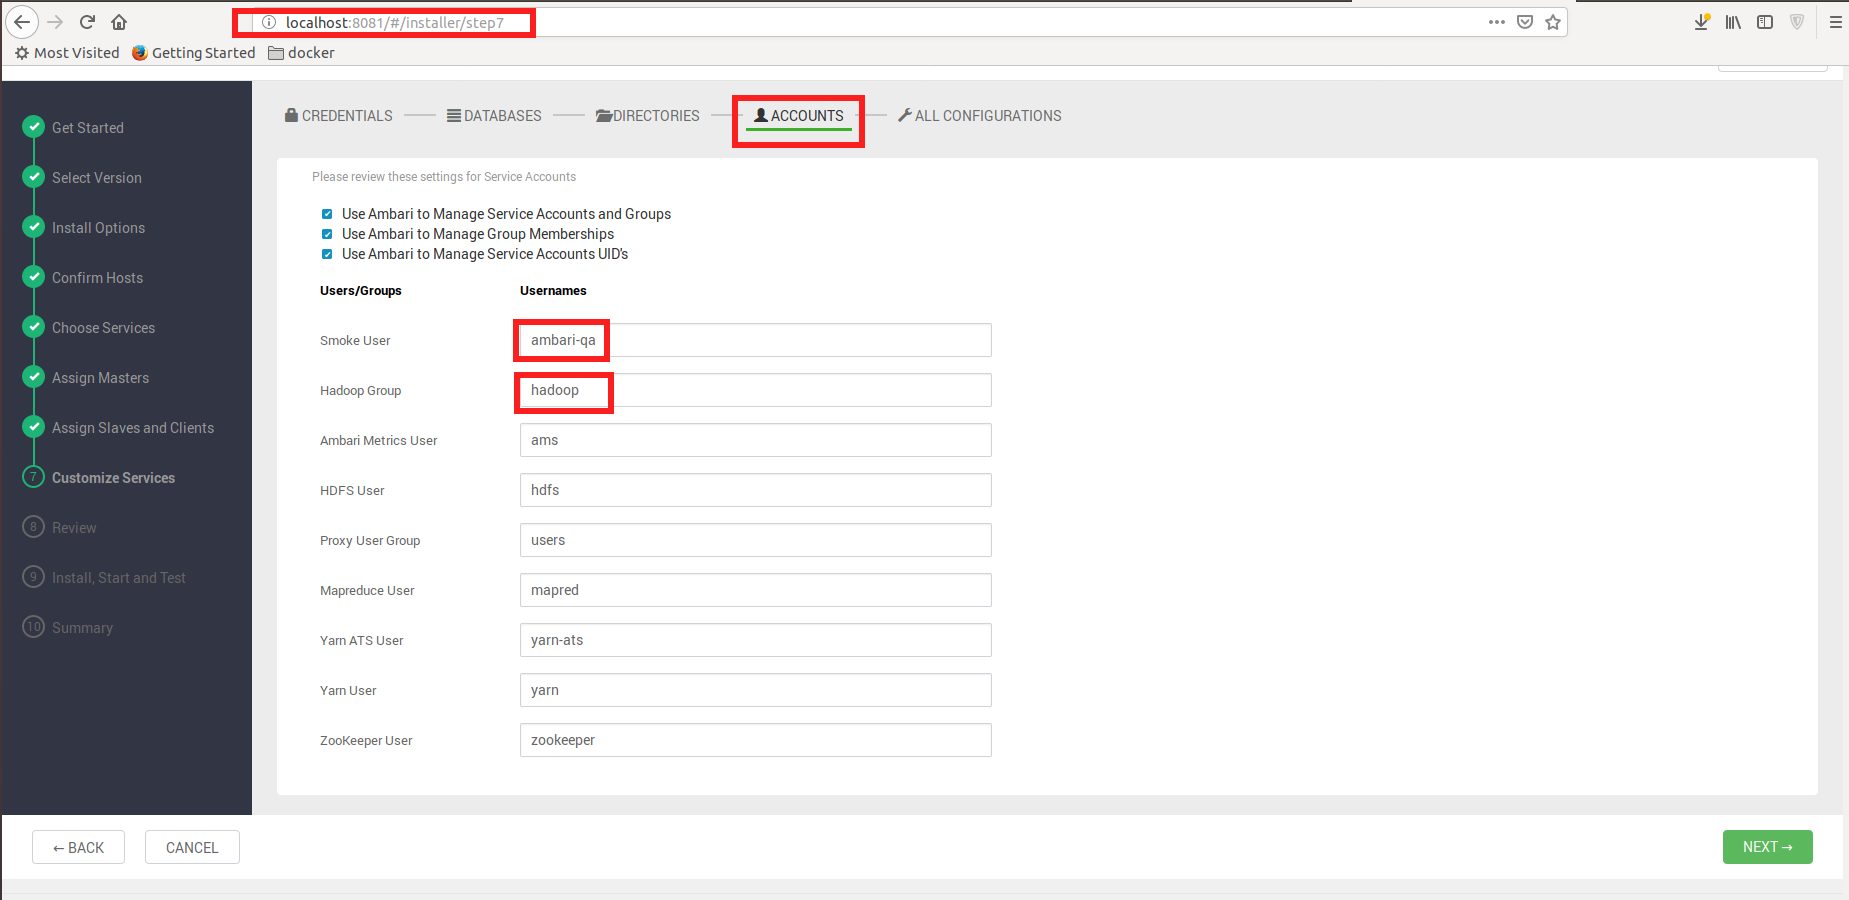 localhost:8081/#/installer/step7
Most Visited Getting Started docker
Get Started
Select Version
Install Options
Confirm Hosts
Choose Services
Assign Masters
Assign Slaves and Clients
7 Customize Services
8 Review
9 Install, Start and Test
10 Summary
CREDENTIALS DATABASES DIRECTORIES ACCOUNTS ALL CONFIGURATIONS
Please review these settings for Service Accounts
Use Ambari to Manage Service Accounts and Groups
Use Ambari to Manage Group Memberships
Use Ambari to Manage Service Accounts UID's
Users/Groups Usernames
Smoke User ambari-qa
Hadoop Group hadoop
Ambari Metrics User ams
HDFS User hdfs
Proxy User Group users
Mapreduce User mapred
Yarn ATS User yarn-ats
Yarn User yarn
ZooKeeper User zookeeper
← BACK CANCEL NEXT →